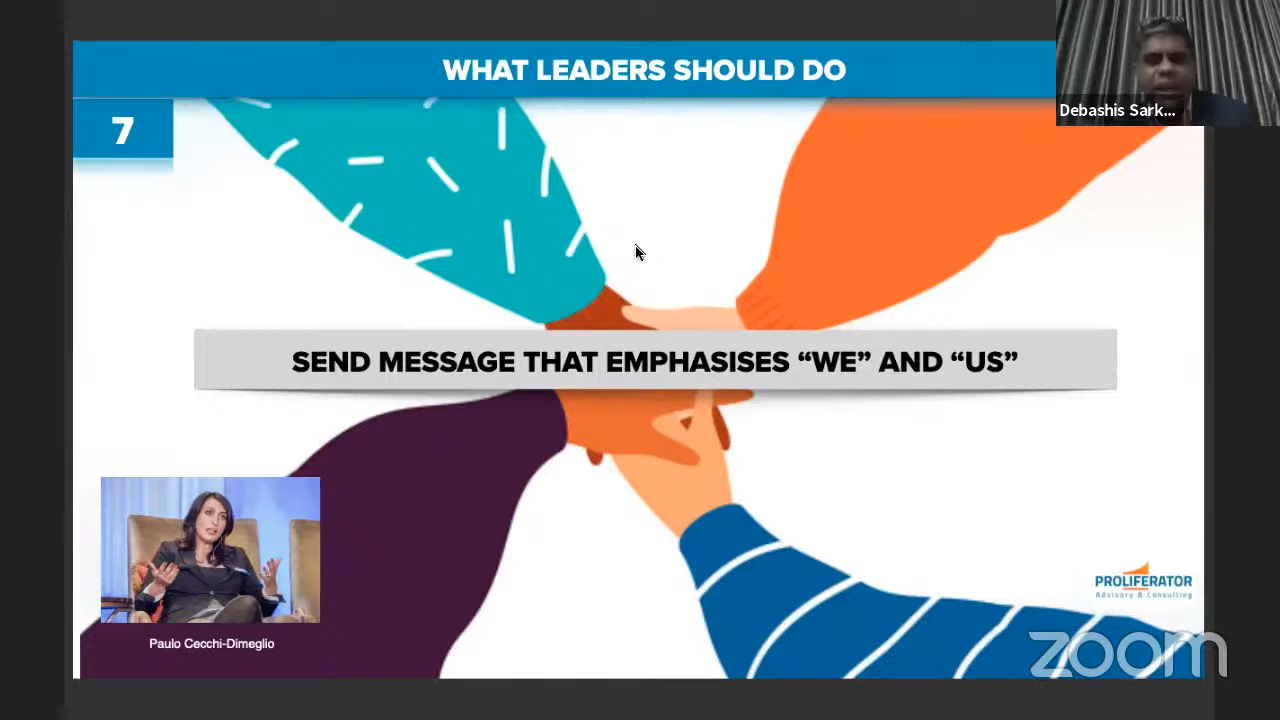 WHAT LEADERS SHOULD DO
Debashis Sark...
7
SEND MESSAGE THAT EMPHASISES “WE” AND “US”
PROLIFERATOR
Advisory & Consulting
Paulo Cecchi-Dimeglio
zoom